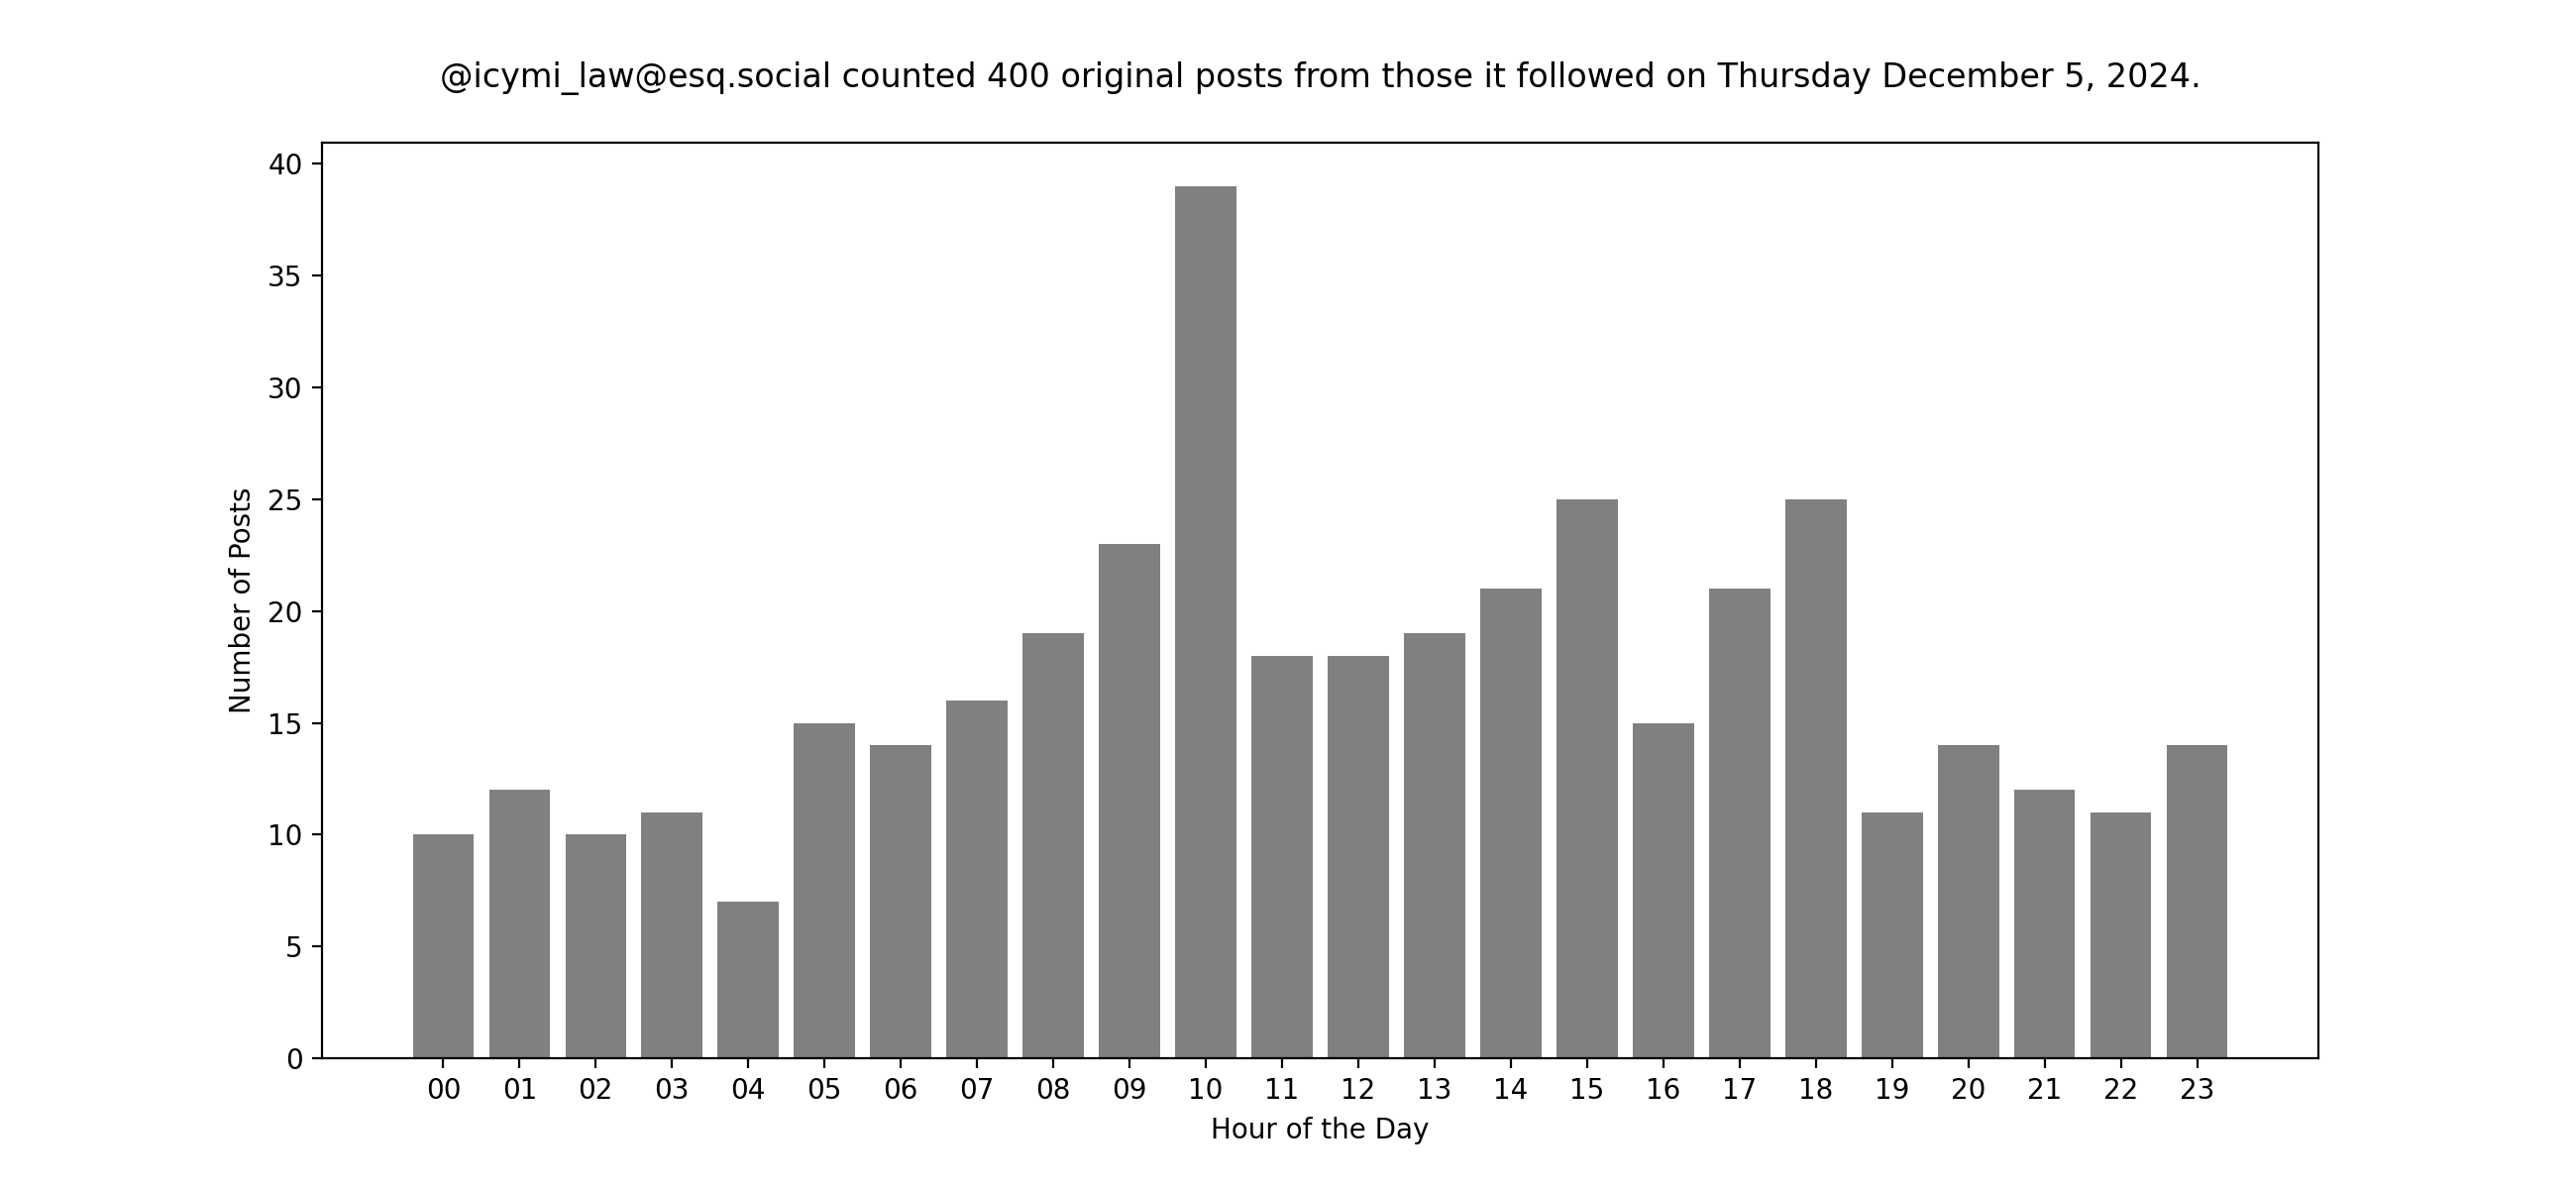 @icymi_law@esq.social counted 400 original posts from those it followed on Thursday December 5, 2024.
40
35
30
25
20
15
10
5
0
Number of Posts
00 01 02 03 04 05 06 07 08 09 10 11 12 13 14 15 16 17 18 19 20 21 22 23
Hour of the Day